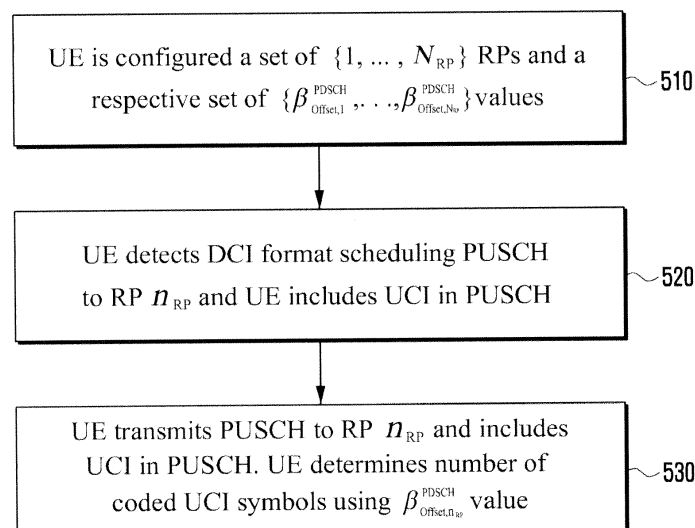 UE is configured a set of {1, ... , N_RP} RPs and a
respective set of {β^PDSCH_Offset,1,. . .,β^PDSCH_Offset,N_RP} values
510
UE detects DCI format scheduling PUSCH
to RP n_RP and UE includes UCI in PUSCH
520
UE transmits PUSCH to RP n_RP and includes
UCI in PUSCH. UE determines number of
coded UCI symbols using β^PDSCH_Offset,n_RP value
530